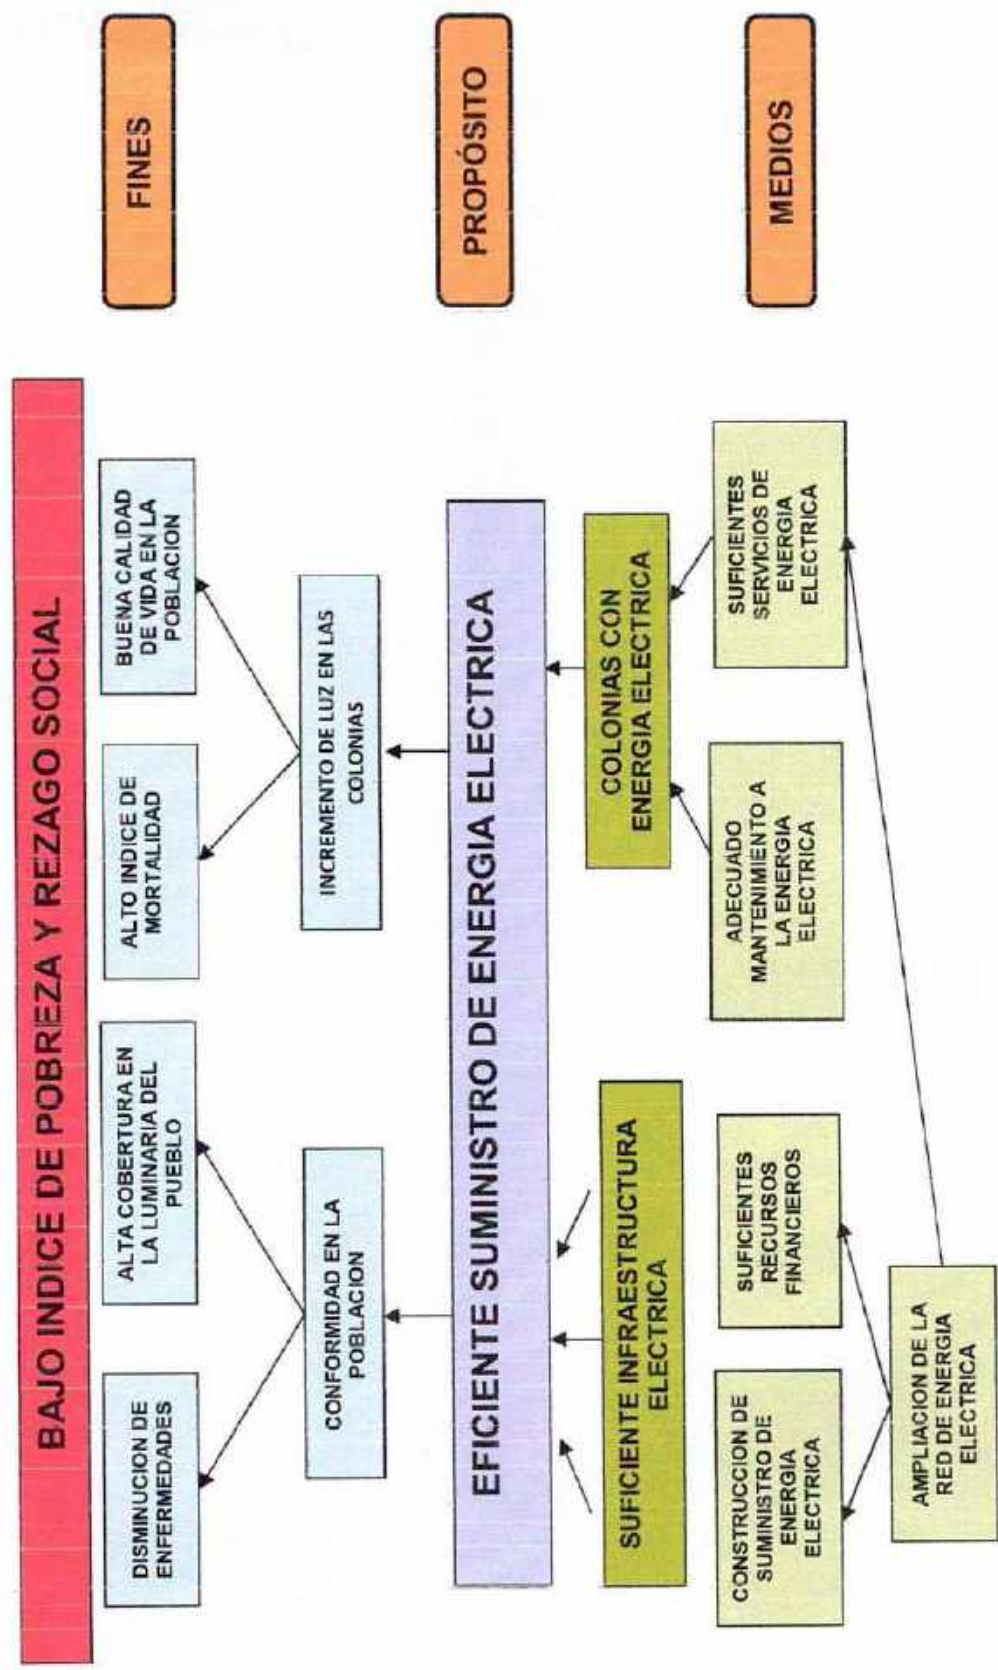 BAJO INDICE DE POBREZA Y REZAGO SOCIAL
FINES
DISMINUCION DE
ENFERMEDADES
ALTA COBERTURA EN
LA LUMINARIA DEL
PUEBLO
ALTO INDICE DE
MORTALIDAD
BUENA CALIDAD
DE VIDA EN LA
POBLACION
CONFORMIDAD EN LA
POBLACION
INCREMENTO DE LUZ EN LAS
COLONIAS
EFICIENTE SUMINISTRO DE ENERGIA ELECTRICA
PROPÓSITO
SUFICIENTE INFRAESTRUCTURA
ELECTRICA
COLONIAS CON
ENERGIA ELECTRICA
CONSTRUCCION DE
SUMINISTRO DE
ENERGIA
ELECTRICA
SUFICIENTES
RECURSOS
FINANCIEROS
ADECUADO
MANTENIMIENTO A
LA ENERGIA
ELECTRICA
SUFICIENTES
SERVICIOS DE
ENERGIA
ELECTRICA
MEDIOS
AMPLIACION DE LA
RED DE ENERGIA
ELECTRICA